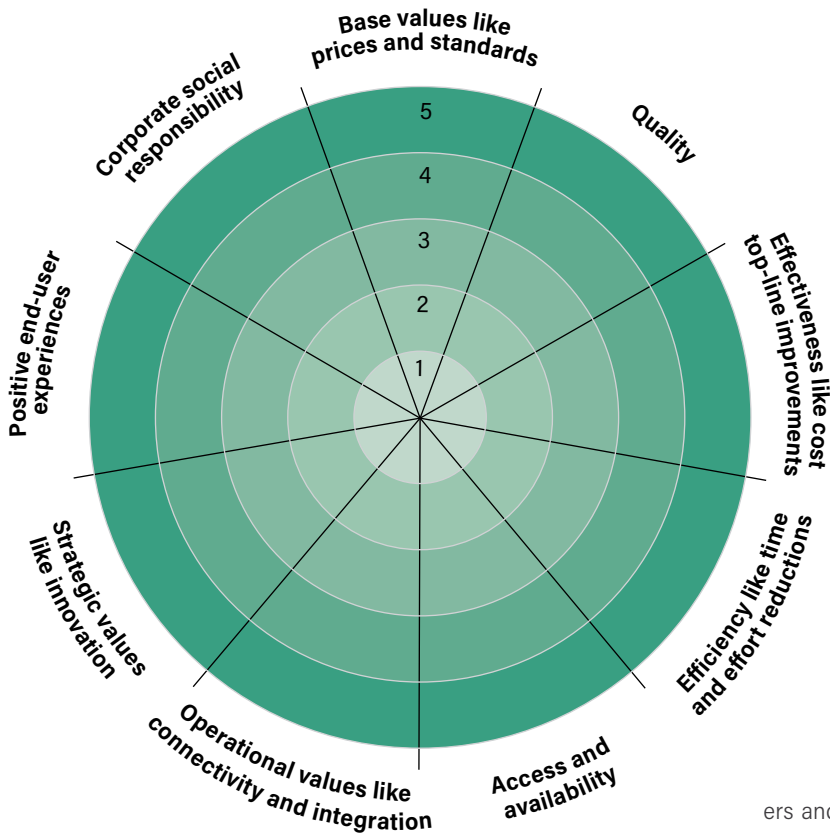 Base values like
prices and standards
Quality
Effectiveness like cost
top-line improvements
Efficiency like time
and effort reductions
Access and
availability
Operational values like
connectivity and integration
Strategic values
like innovation
Positive end-user
experiences
Corporate social
responsibility
5
4
3
2
1
ers and